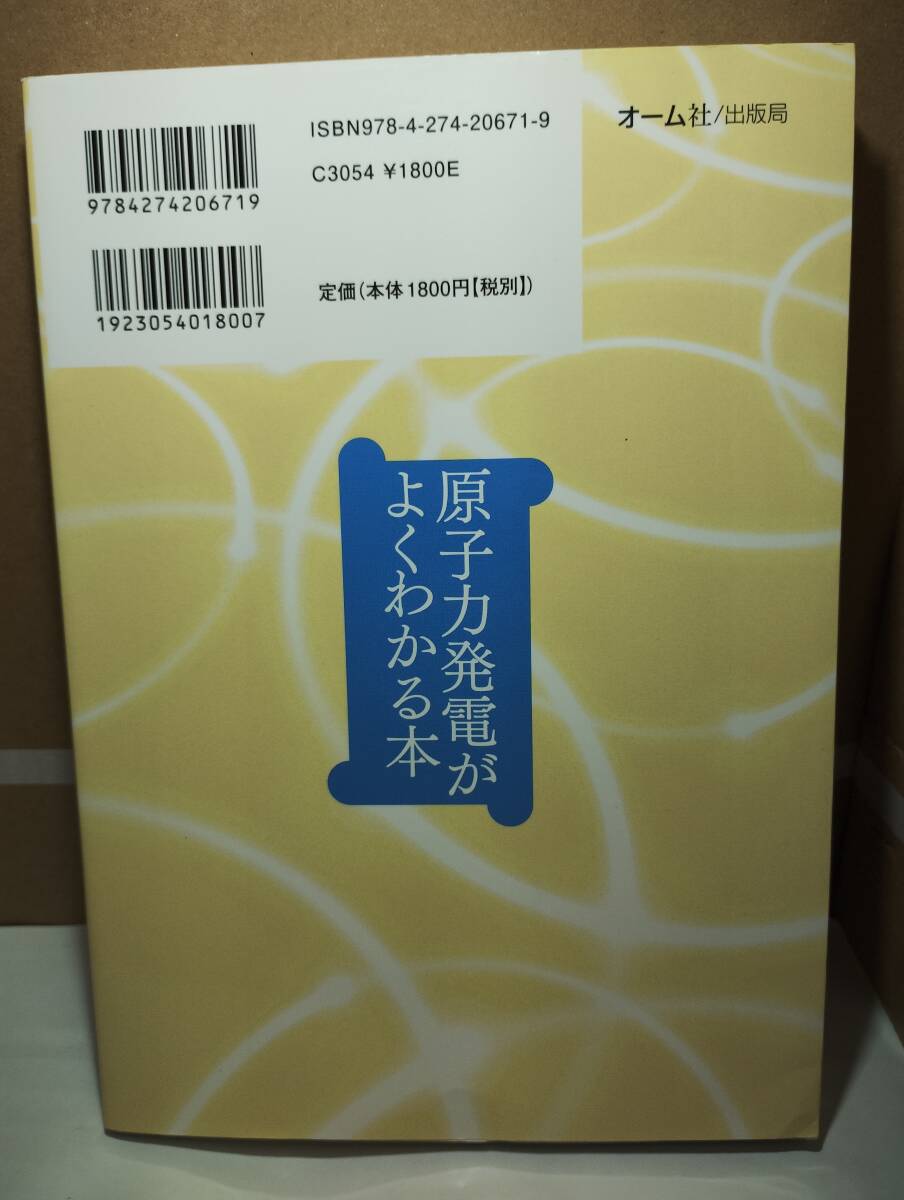 ISBN978-4-274-20671-9
C3054 ¥1800E
オーム社/出版局
9784274206719
1923054018007
定価(本体1800円【税別】)
原子力発電が
よくわかる本